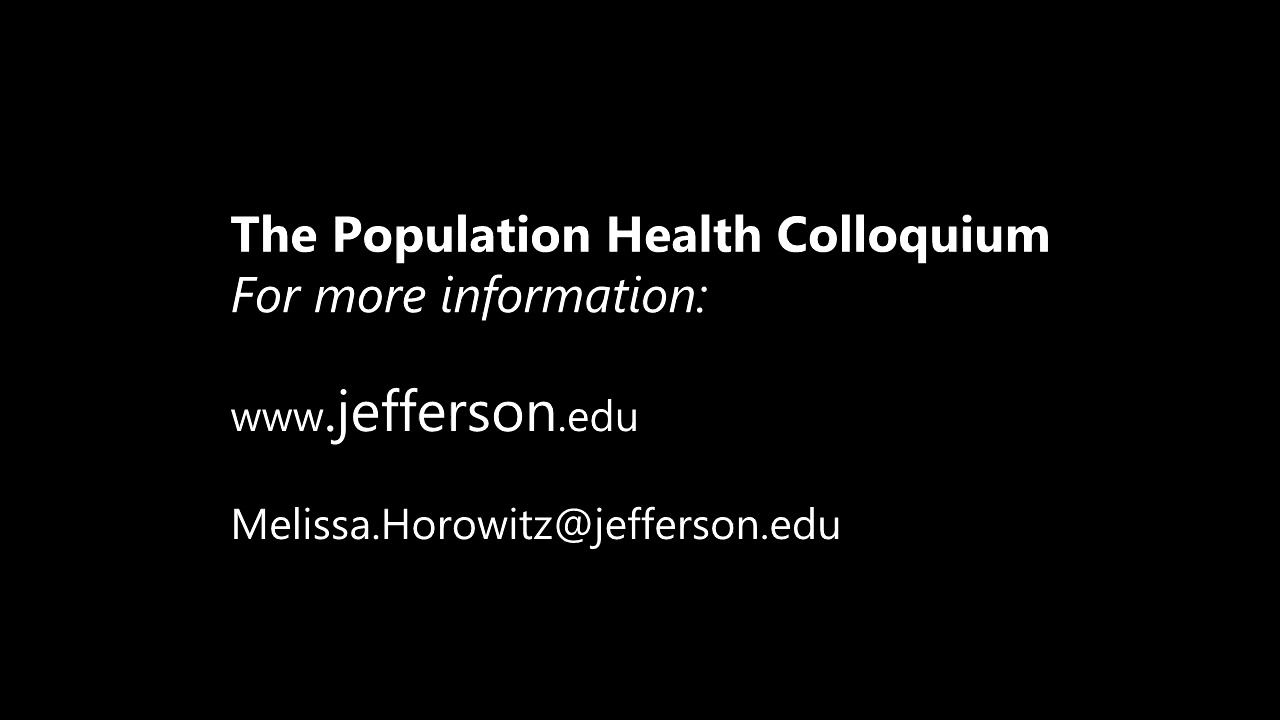 The Population Health Colloquium
For more information:
www.jefferson.edu
Melissa.Horowitz@jefferson.edu